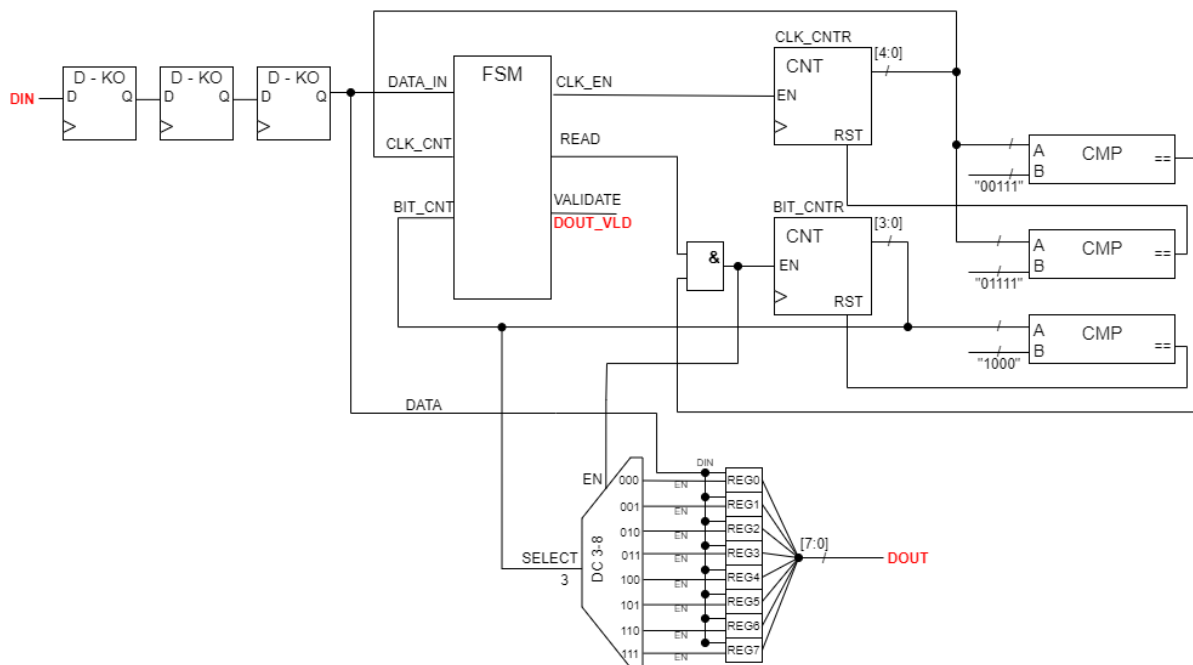 DIN
D - KO
D
Q
D - KO
D
Q
D - KO
D
Q
DATA_IN
CLK_CNT
BIT_CNT
FSM
CLK_EN
READ
VALIDATE
DOUT_VLD
CLK_CNTR
CNT
EN
RST
[4:0]
A
B
CMP
==
"00111"
A
B
CMP
==
"01111"
&
BIT_CNTR
CNT
EN
RST
[3:0]
A
B
CMP
==
"1000"
DATA
EN
SELECT
3
DC 3-8
000
001
010
011
100
101
110
111
EN
EN
EN
EN
EN
EN
EN
EN
DIN
REG0
REG1
REG2
REG3
REG4
REG5
REG6
REG7
[7:0]
DOUT